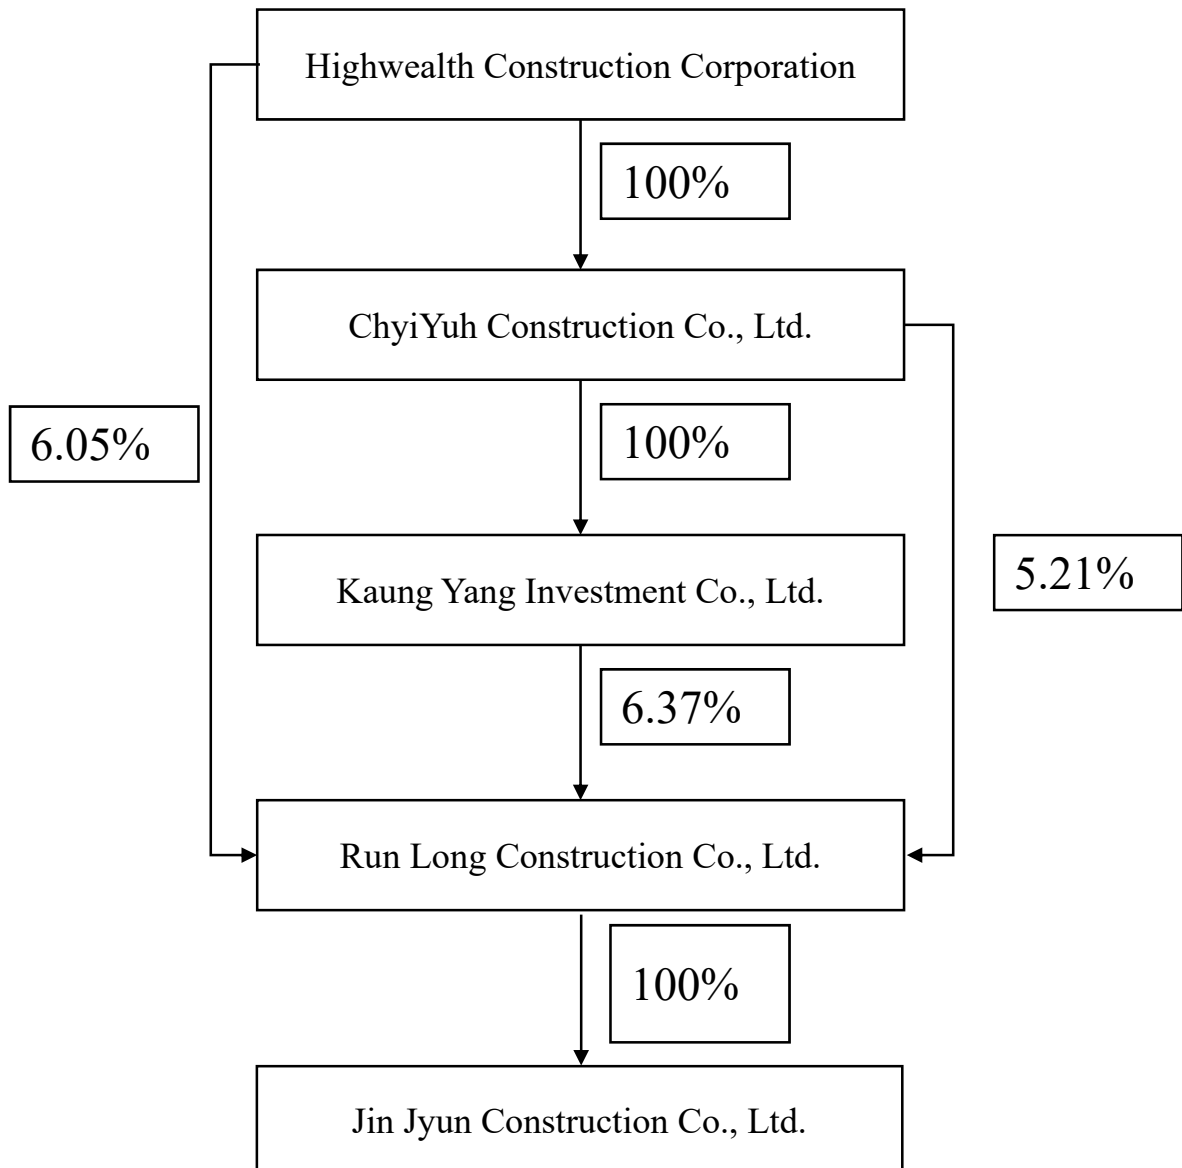 Highwealth Construction Corporation
100%
ChyiYuh Construction Co., Ltd.
6.05%
100%
Kaung Yang Investment Co., Ltd.
5.21%
6.37%
Run Long Construction Co., Ltd.
100%
Jin Jyun Construction Co., Ltd.